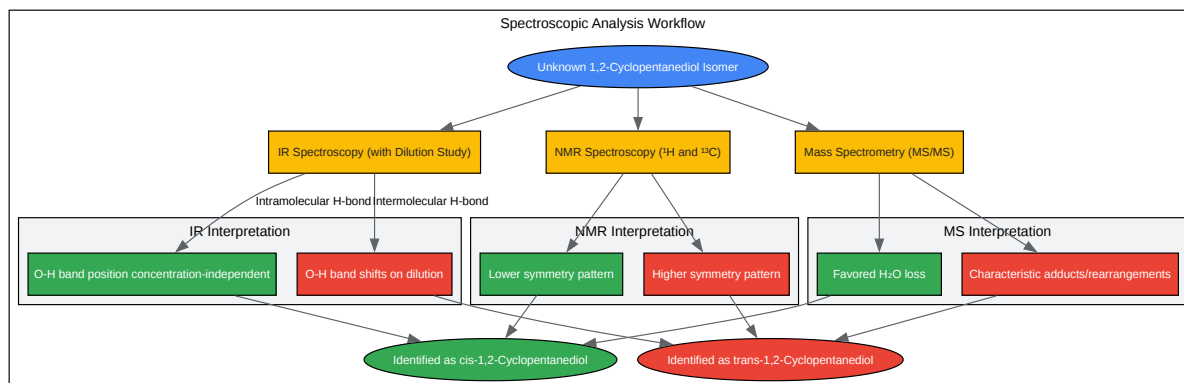 Spectroscopic Analysis Workflow
Unknown 1,2-Cyclopentanediol Isomer
IR Spectroscopy (with Dilution Study)
NMR Spectroscopy (¹H and ¹³C)
Mass Spectrometry (MS/MS)
Intramolecular H-bond
Intermolecular H-bond
IR Interpretation
NMR Interpretation
MS Interpretation
O-H band position concentration-independent
O-H band shifts on dilution
Lower symmetry pattern
Higher symmetry pattern
Favored H₂O loss
Characteristic adducts/rearrangements
Identified as cis-1,2-Cyclopentanediol
Identified as trans-1,2-Cyclopentanediol